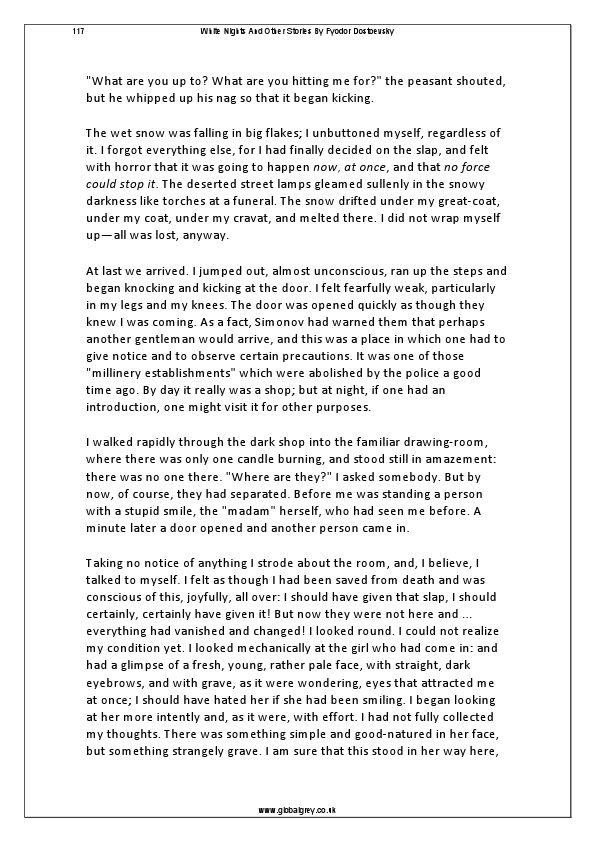 117
White Nights And Other Stories By Fyodor Dostoevsky
"What are you up to? What are you hitting me for?" the peasant shouted,
but he whipped up his nag so that it began kicking.
The wet snow was falling in big flakes; I unbuttoned myself, regardless of
it. I forgot everything else, for I had finally decided on the slap, and felt
with horror that it was going to happen now, at once, and that no force
could stop it. The deserted street lamps gleamed sullenly in the snowy
darkness like torches at a funeral. The snow drifted under my great-coat,
under my coat, under my cravat, and melted there. I did not wrap myself
up—all was lost, anyway.
At last we arrived. I jumped out, almost unconscious, ran up the steps and
began knocking and kicking at the door. I felt fearfully weak, particularly
in my legs and my knees. The door was opened quickly as though they
knew I was coming. As a fact, Simonov had warned them that perhaps
another gentleman would arrive, and this was a place in which one had to
give notice and to observe certain precautions. It was one of those
"millinery establishments" which were abolished by the police a good
time ago. By day it really was a shop; but at night, if one had an
introduction, one might visit it for other purposes.
I walked rapidly through the dark shop into the familiar drawing-room,
where there was only one candle burning, and stood still in amazement:
there was no one there. "Where are they?" I asked somebody. But by
now, of course, they had separated. Before me was standing a person
with a stupid smile, the "madam" herself, who had seen me before. A
minute later a door opened and another person came in.
Taking no notice of anything I strode about the room, and, I believe, I
talked to myself. I felt as though I had been saved from death and was
conscious of this, joyfully, all over: I should have given that slap, I should
certainly, certainly have given it! But now they were not here and ...
everything had vanished and changed! I looked round. I could not realize
my condition yet. I looked mechanically at the girl who had come in: and
had a glimpse of a fresh, young, rather pale face, with straight, dark
eyebrows, and with grave, as it were wondering, eyes that attracted me
at once; I should have hated her if she had been smiling. I began looking
at her more intently and, as it were, with effort. I had not fully collected
my thoughts. There was something simple and good-natured in her face,
but something strangely grave. I am sure that this stood in her way here,
www.globalgrey.co.uk